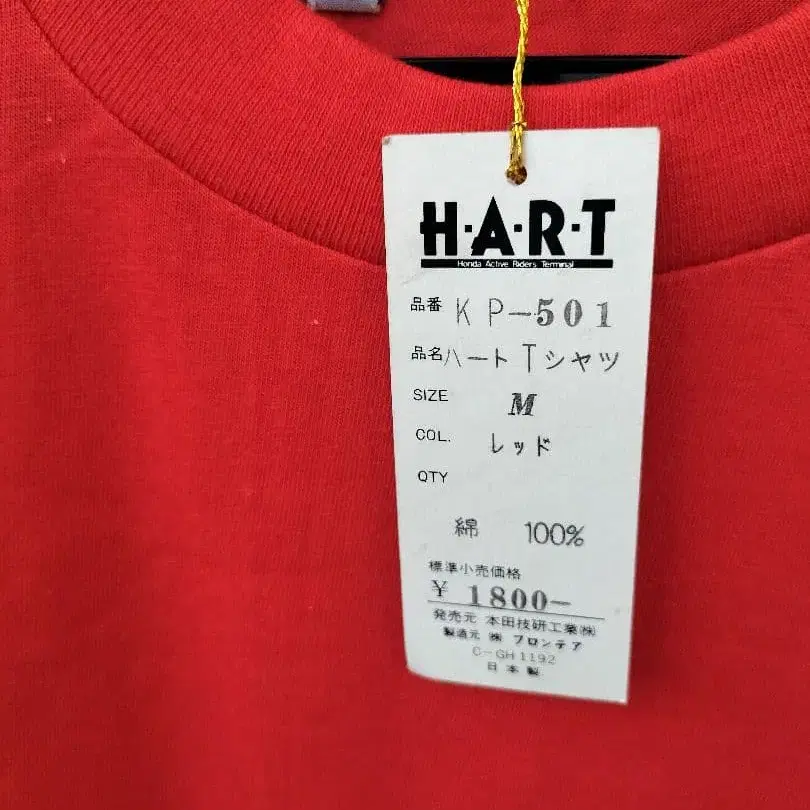 H·A·R·T
Honda Active Riders Terminal
品番 KP-501
品名 ハートTシャツ
SIZE M
COL. レッド
QTY
綿 100%
標準小売価格
¥ 1800-
発売元 本田技研工業㈱
製造元 ㈱ フロンテア
C-GH1192
日本製